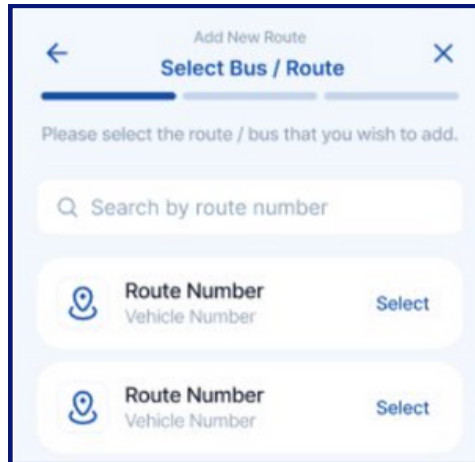 Add New Route
Select Bus / Route
Please select the route / bus that you wish to add.
Search by route number
Route Number
Vehicle Number
Select
Route Number
Vehicle Number
Select